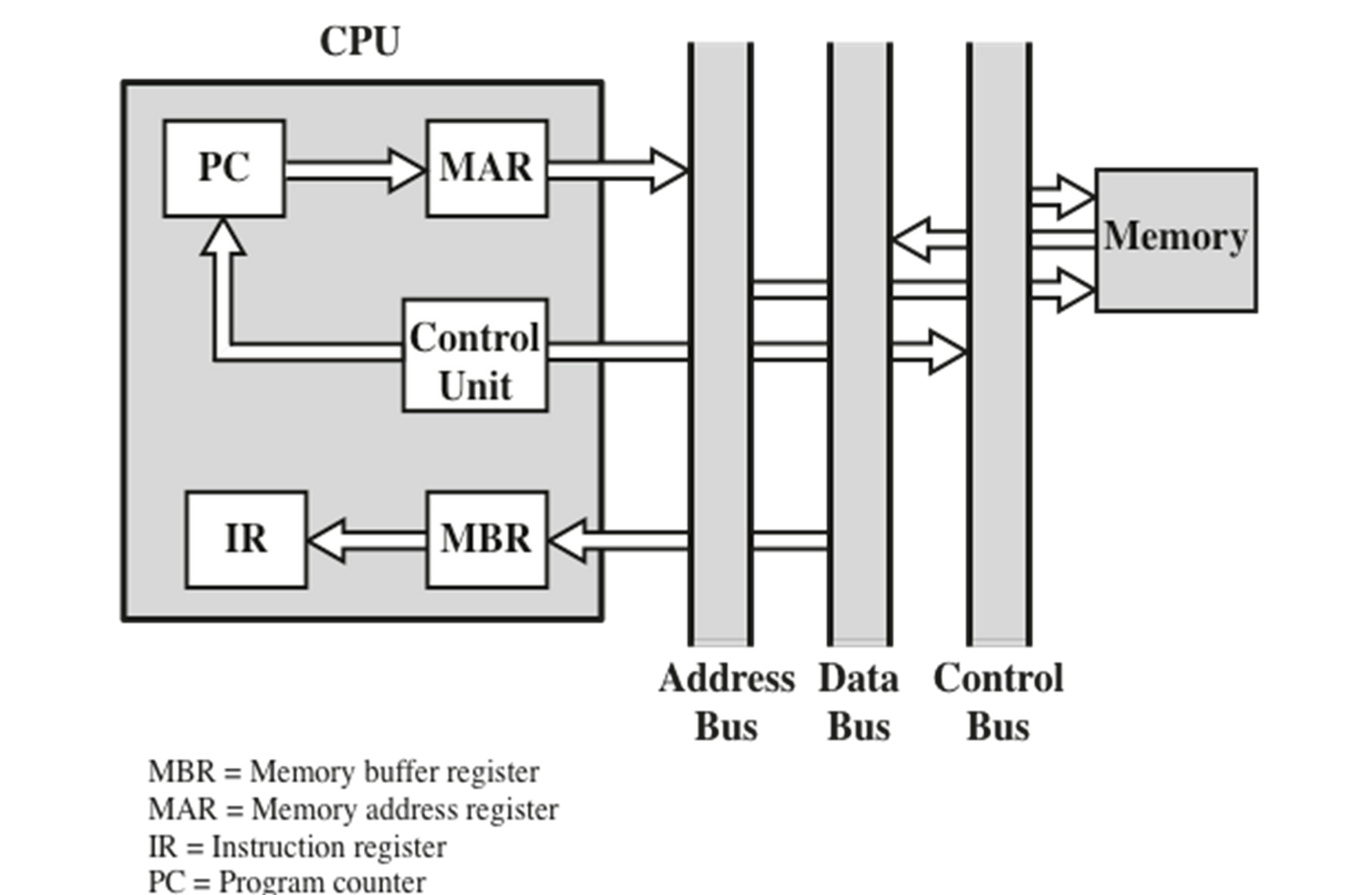 CPU
PC
MAR
Memory
Control
Unit
IR
MBR
Address
Bus
Data
Bus
Control
Bus
MBR = Memory buffer register
MAR = Memory address register
IR = Instruction register
PC = Program counter